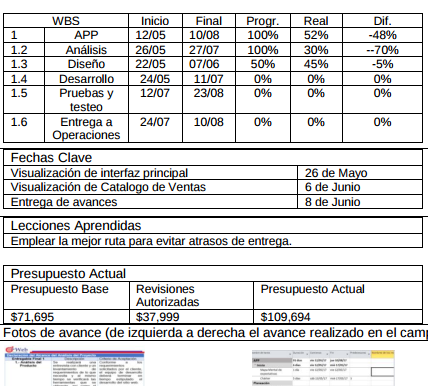 WBS Inicio Final Progr. Real Dif.
1 APP 12/05 10/08 100% 52% -48%
1.2 Análisis 26/05 27/07 100% 30% --70%
1.3 Diseño 22/05 07/06 50% 45% -5%
1.4 Desarrollo 24/05 11/07 0% 0% 0%
1.5 Pruebas y 12/07 23/08 0% 0% 0%
testeo
1.6 Entrega a 24/07 10/08 0% 0% 0%
Operaciones
Fechas Clave
Visualización de interfaz principal 26 de Mayo
Visualización de Catalogo de Ventas 6 de Junio
Entrega de avances 8 de Junio
Lecciones Aprendidas
Emplear la mejor ruta para evitar atrasos de entrega.
Presupuesto Actual
Presupuesto Base Revisiones Presupuesto Actual
Autorizadas
$71,695 $37,999 $109,694
Fotos de avance (de izquierda a derecha el avance realizado en el cam